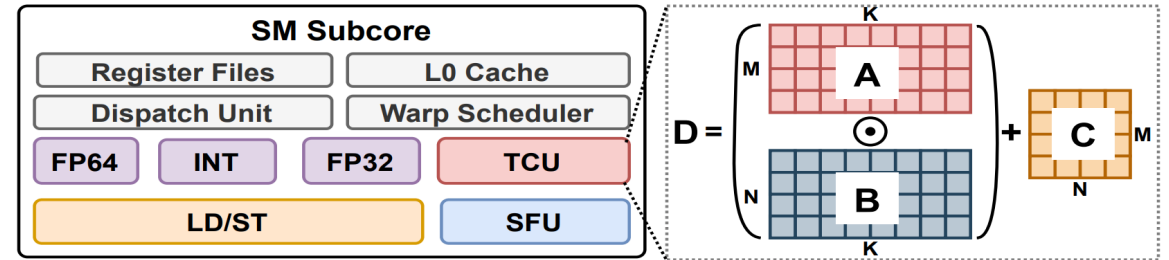 SM Subcore
Register Files
L0 Cache
Dispatch Unit
Warp Scheduler
FP64
INT
FP32
TCU
LD/ST
SFU
K
M
A
D =
+
C
M
N
N
B
K